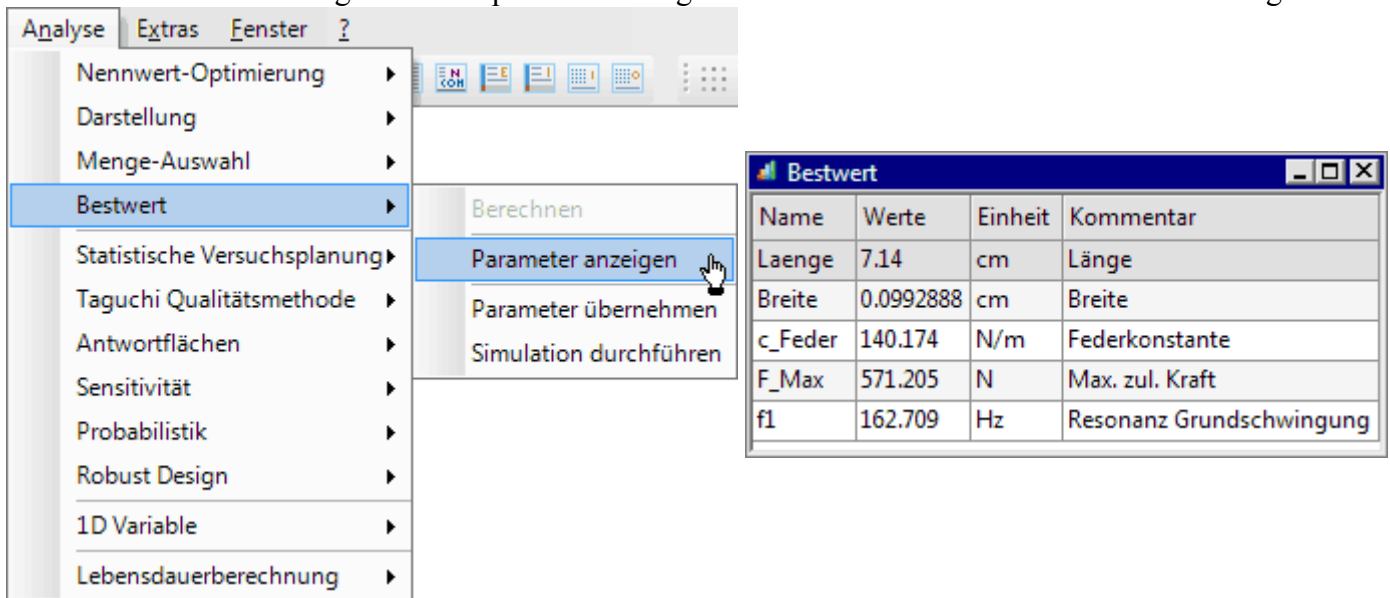 Analyse Extras Fenster ?
Nennwert-Optimierung
Darstellung
Menge-Auswahl
Bestwert
Statistische Versuchsplanung
Taguchi Qualitätsmethode
Antwortflächen
Sensitivität
Probabilistik
Robust Design
1D Variable
Lebensdauerberechnung
Berechnen
Parameter anzeigen
Parameter übernehmen
Simulation durchführen
Bestwert
Name Werte Einheit Kommentar
Laenge 7.14 cm Länge
Breite 0.0992888 cm Breite
c_Feder 140.174 N/m Federkonstante
F_Max 571.205 N Max. zul. Kraft
f1 162.709 Hz Resonanz Grundschwingung